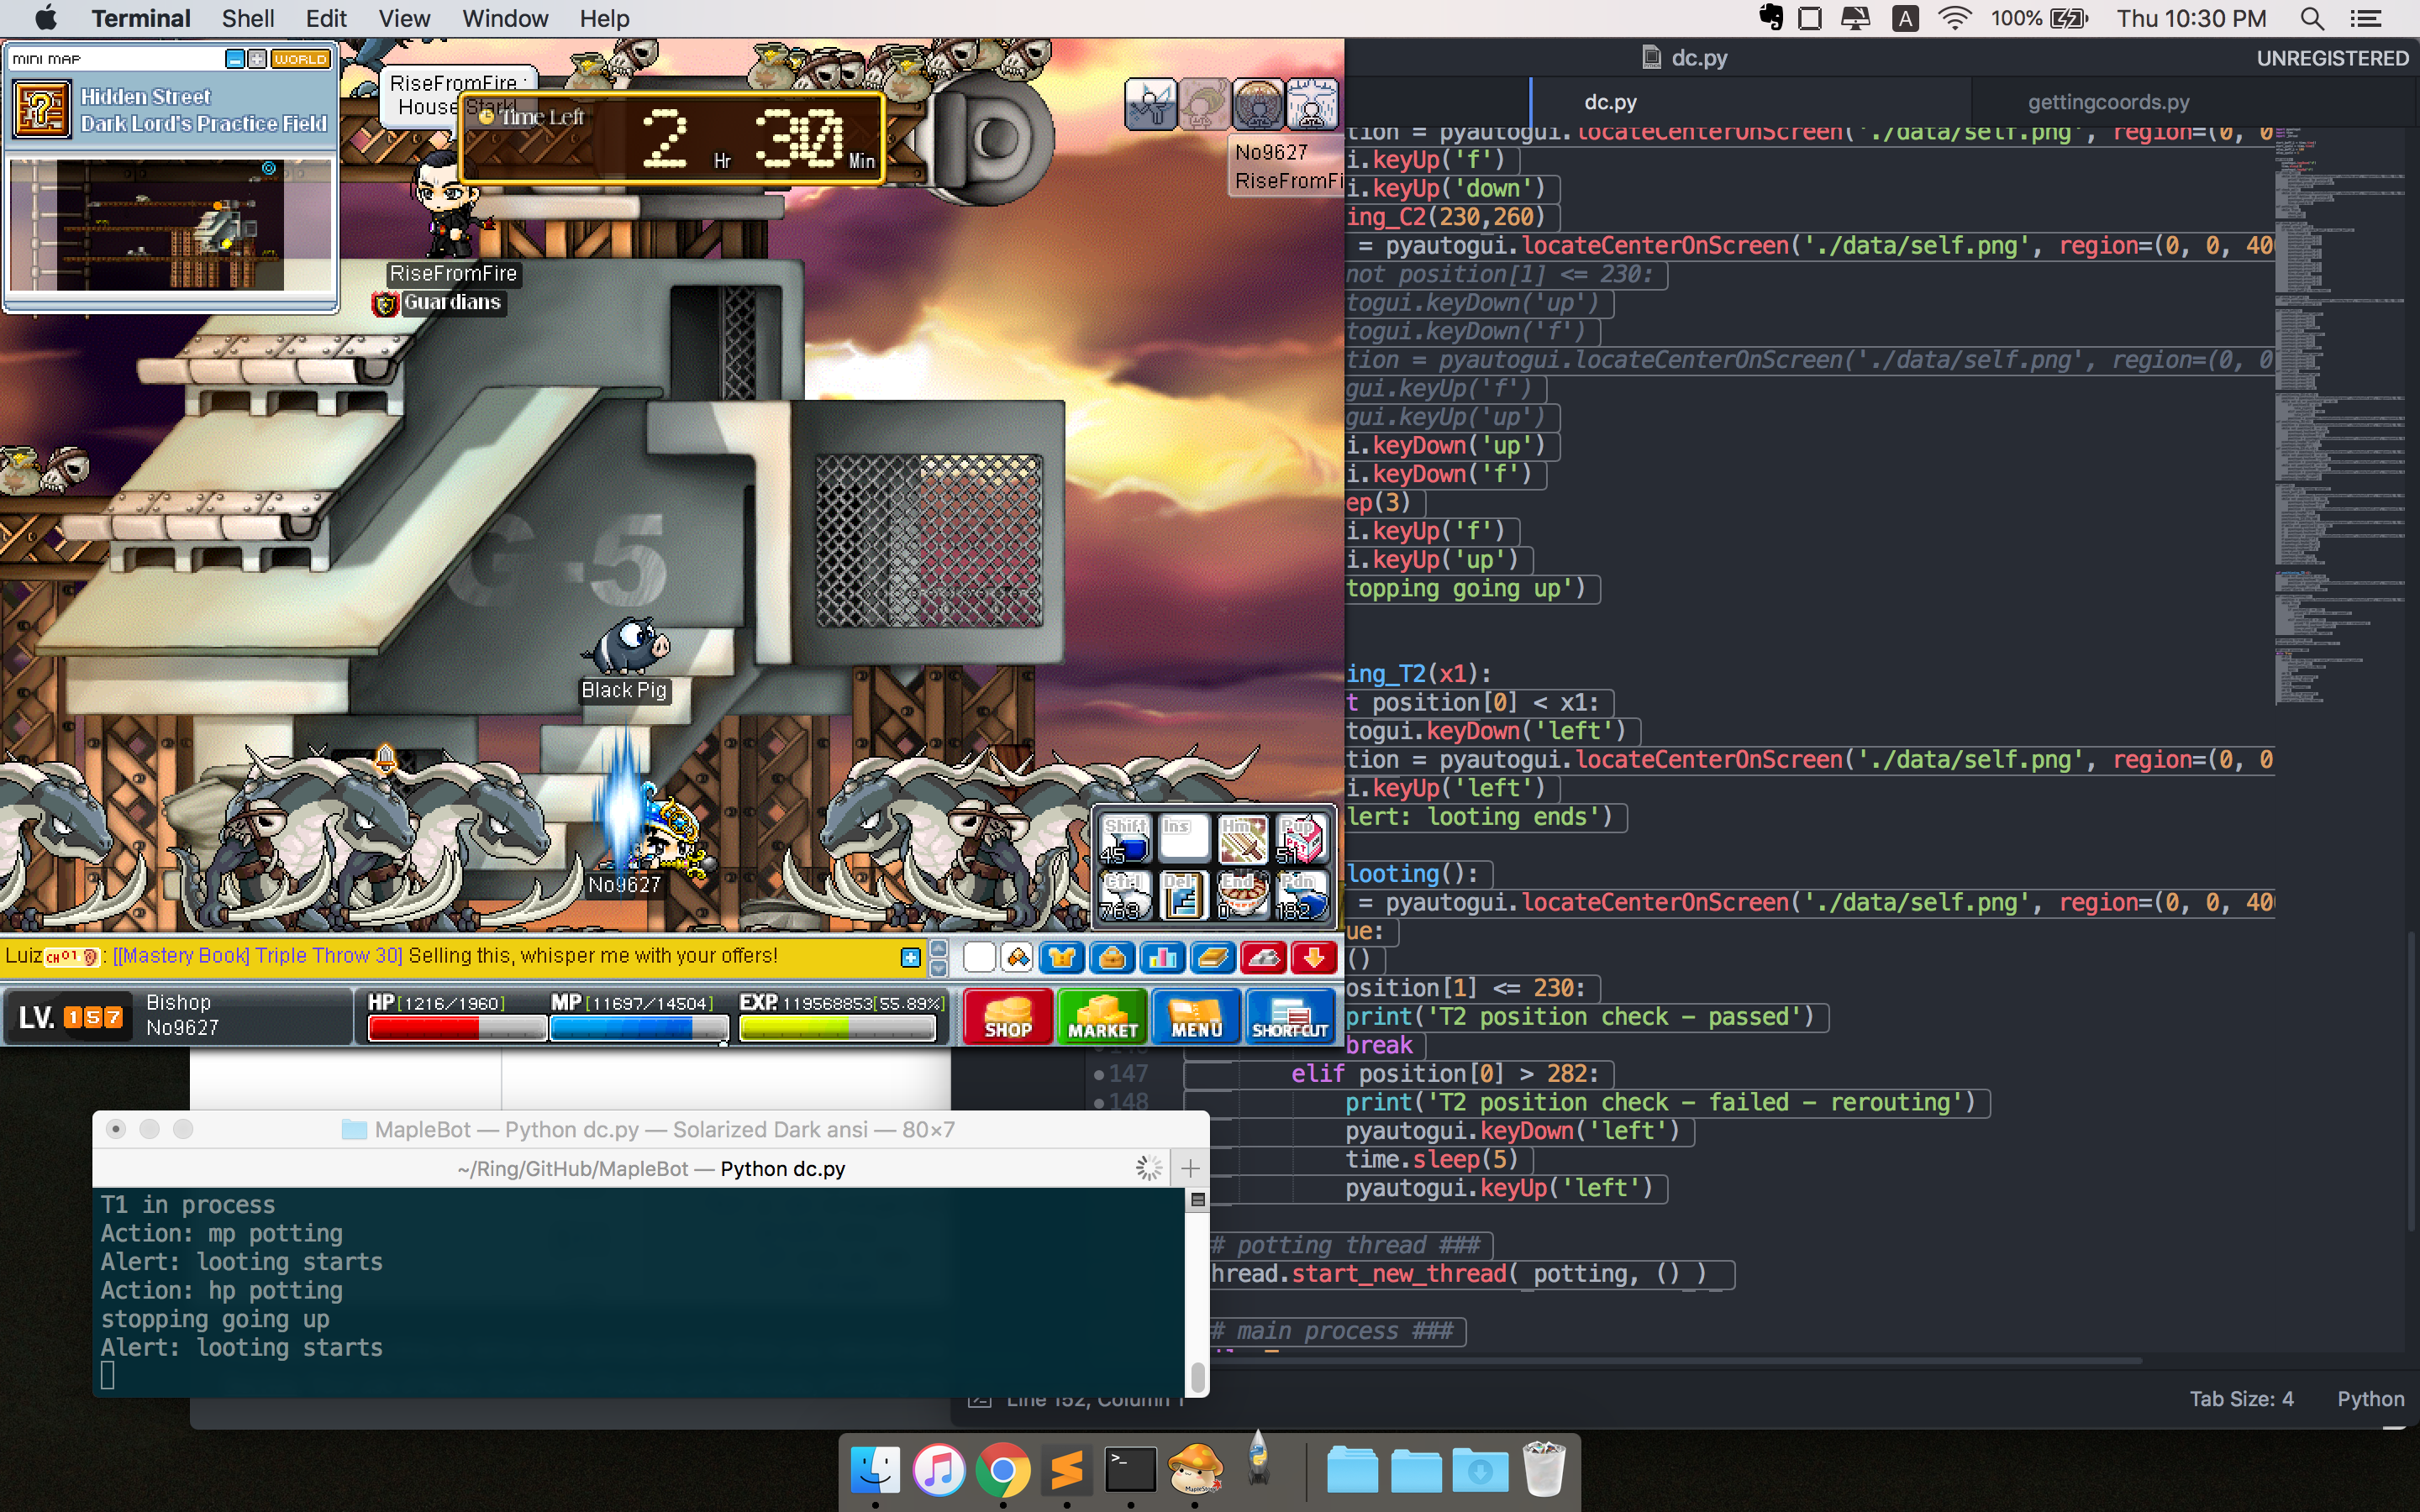 Terminal Shell Edit View Window Help
A 100% Thu 10:30 PM
MINI MAP
WORLD
Hidden Street
Dark Lord's Practice Field
RiseFromFire :
House Stark!
Time Left
2 Hr 30 Min
No9627
RiseFromFi
RiseFromFire
Guardians
G-5
Black Pig
No9627
Shift Ins Hm Pup
45 51
Ctrl Del End Pdn
769 0 182
Luiz CH 01 : [[Mastery Book] Triple Throw 30] Selling this, whisper me with your offers!
LV. 157
Bishop
No9627
HP[1216/1960] MP[11697/14504] EXP. 119568853[55.89%]
SHOP MARKET MENU SHORTCUT
dc.py
UNREGISTERED
dc.py gettingcoords.py
tion = pyautogui.locateCenterOnScreen('./data/self.png', region=(0, 0
i.keyUp('f')
i.keyUp('down')
ing_C2(230,260)
= pyautogui.locateCenterOnScreen('./data/self.png', region=(0, 0, 40
not position[1] <= 230:
togui.keyDown('up')
togui.keyDown('f')
tion = pyautogui.locateCenterOnScreen('./data/self.png', region=(0, 0
gui.keyUp('f')
gui.keyUp('up')
i.keyDown('up')
i.keyDown('f')
ep(3)
i.keyUp('f')
i.keyUp('up')
topping going up')
ing_T2(x1):
t position[0] < x1:
togui.keyDown('left')
tion = pyautogui.locateCenterOnScreen('./data/self.png', region=(0, 0
i.keyUp('left')
lert: looting ends')
looting():
= pyautogui.locateCenterOnScreen('./data/self.png', region=(0, 0, 40
ue:
()
osition[1] <= 230:
print('T2 position check - passed')
break
147 elif position[0] > 282:
148 print('T2 position check - failed - rerouting')
pyautogui.keyDown('left')
time.sleep(5)
pyautogui.keyUp('left')
# potting thread ###
hread.start_new_thread( potting, () )
# main process ###
Line 152, Column 1
Tab Size: 4 Python
MapleBot — Python dc.py — Solarized Dark ansi — 80×7
~/Ring/GitHub/MapleBot — Python dc.py
T1 in process
Action: mp potting
Alert: looting starts
Action: hp potting
stopping going up
Alert: looting starts